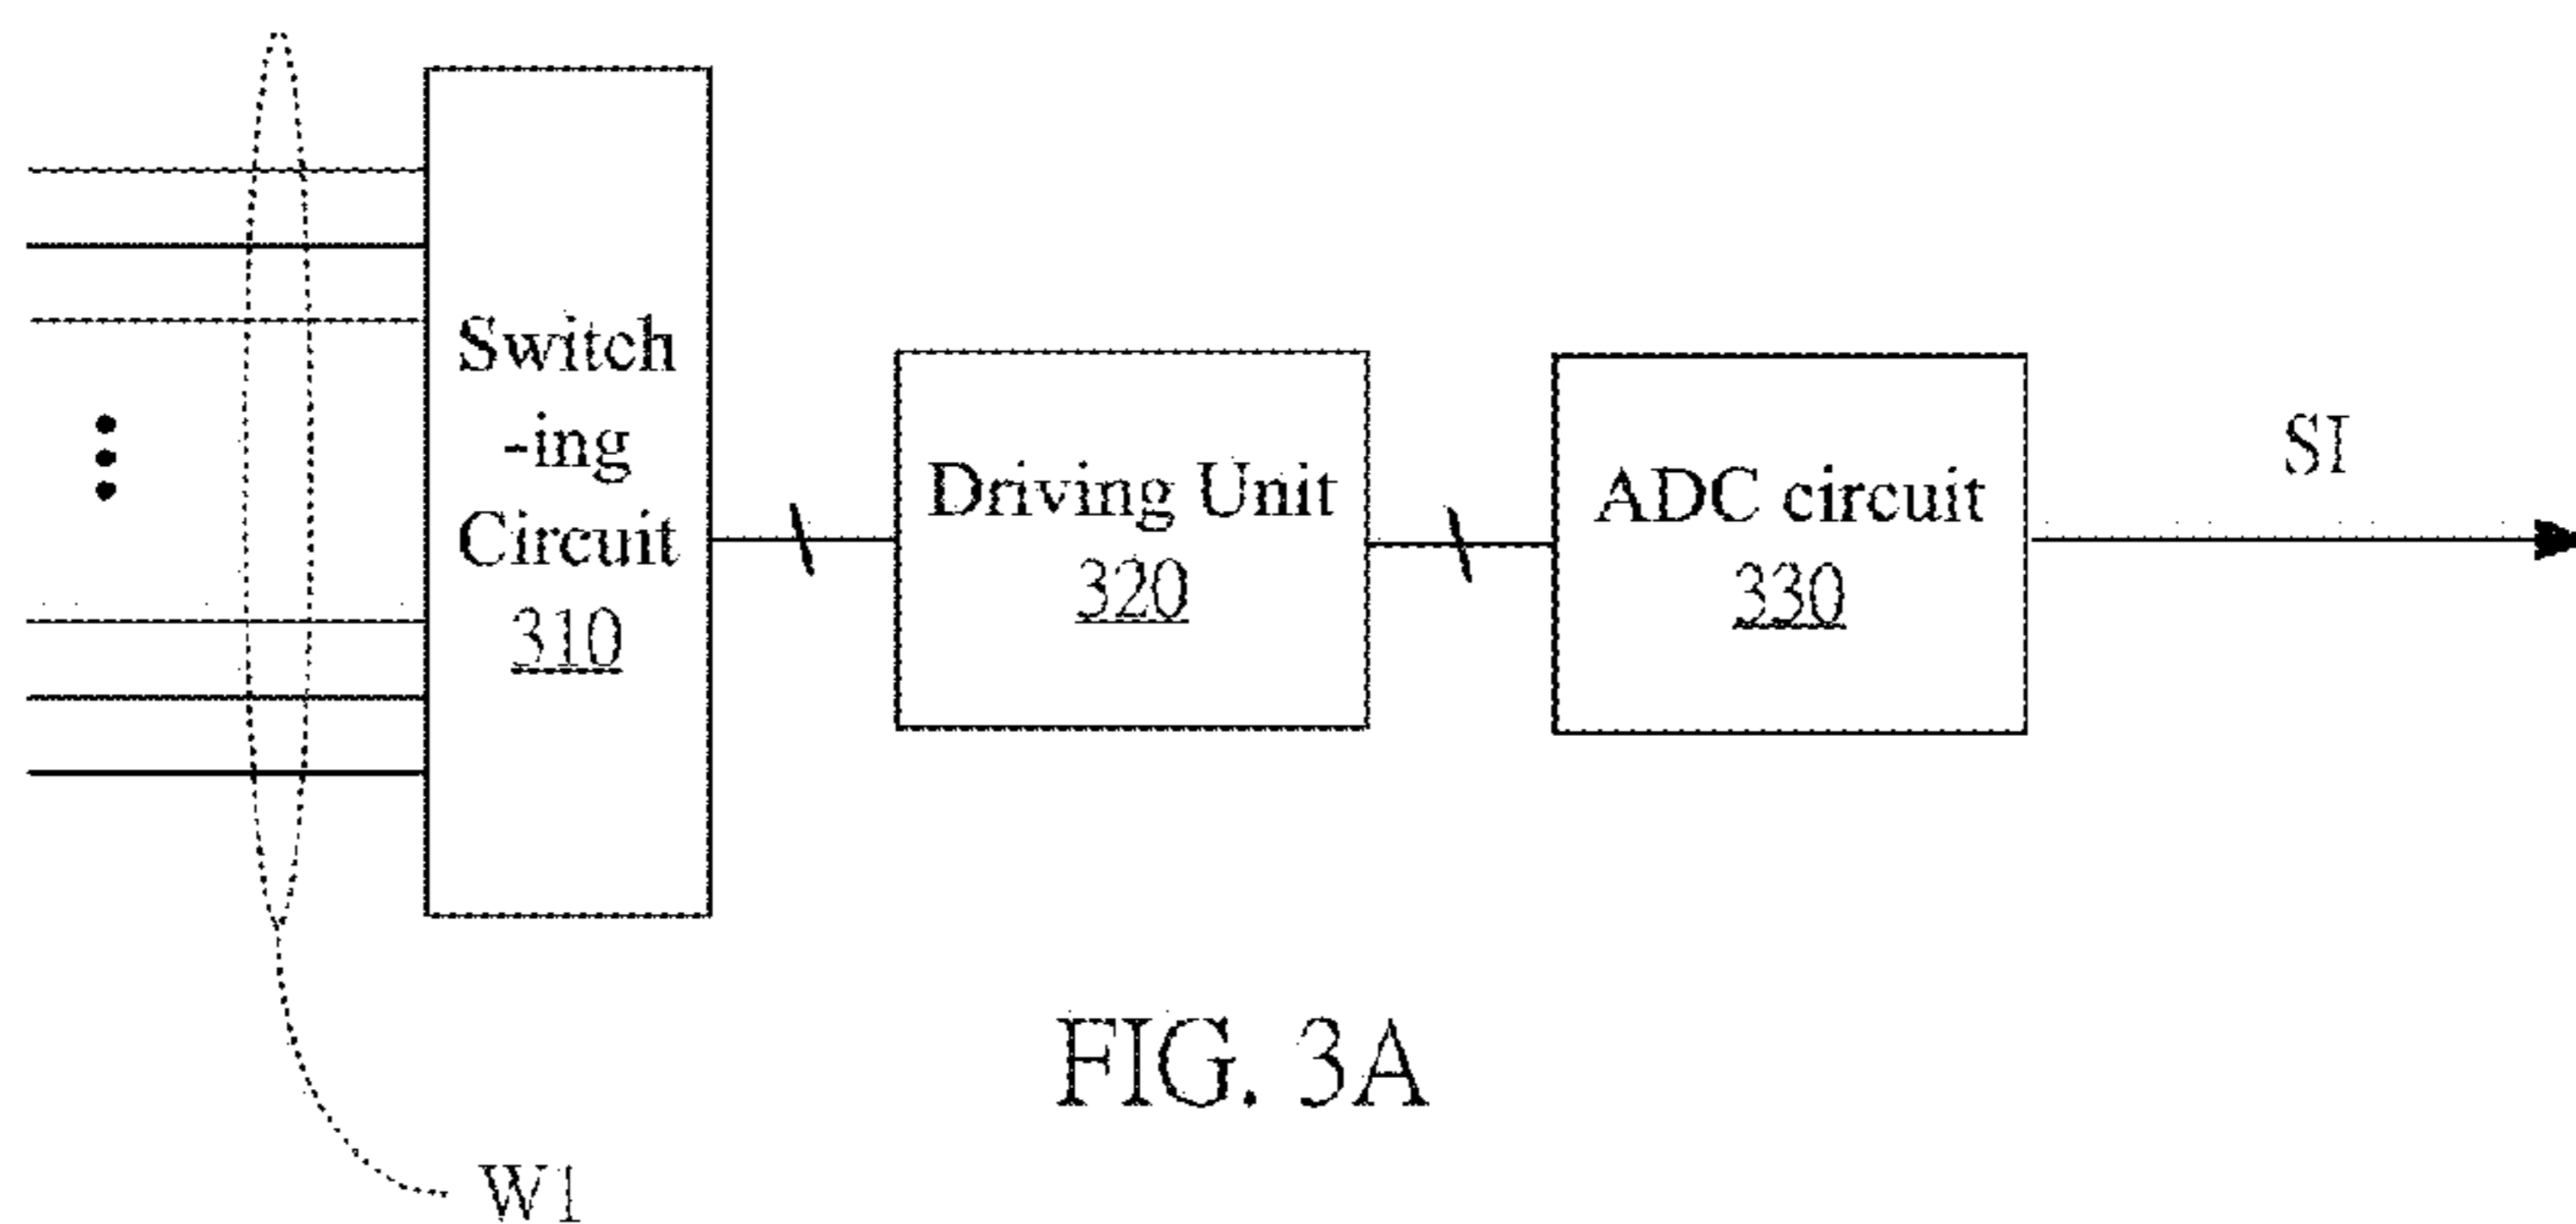 Switch
-ing
Circuit
310
Driving Unit
320
ADC circuit
330
SI
FIG. 3A
W1